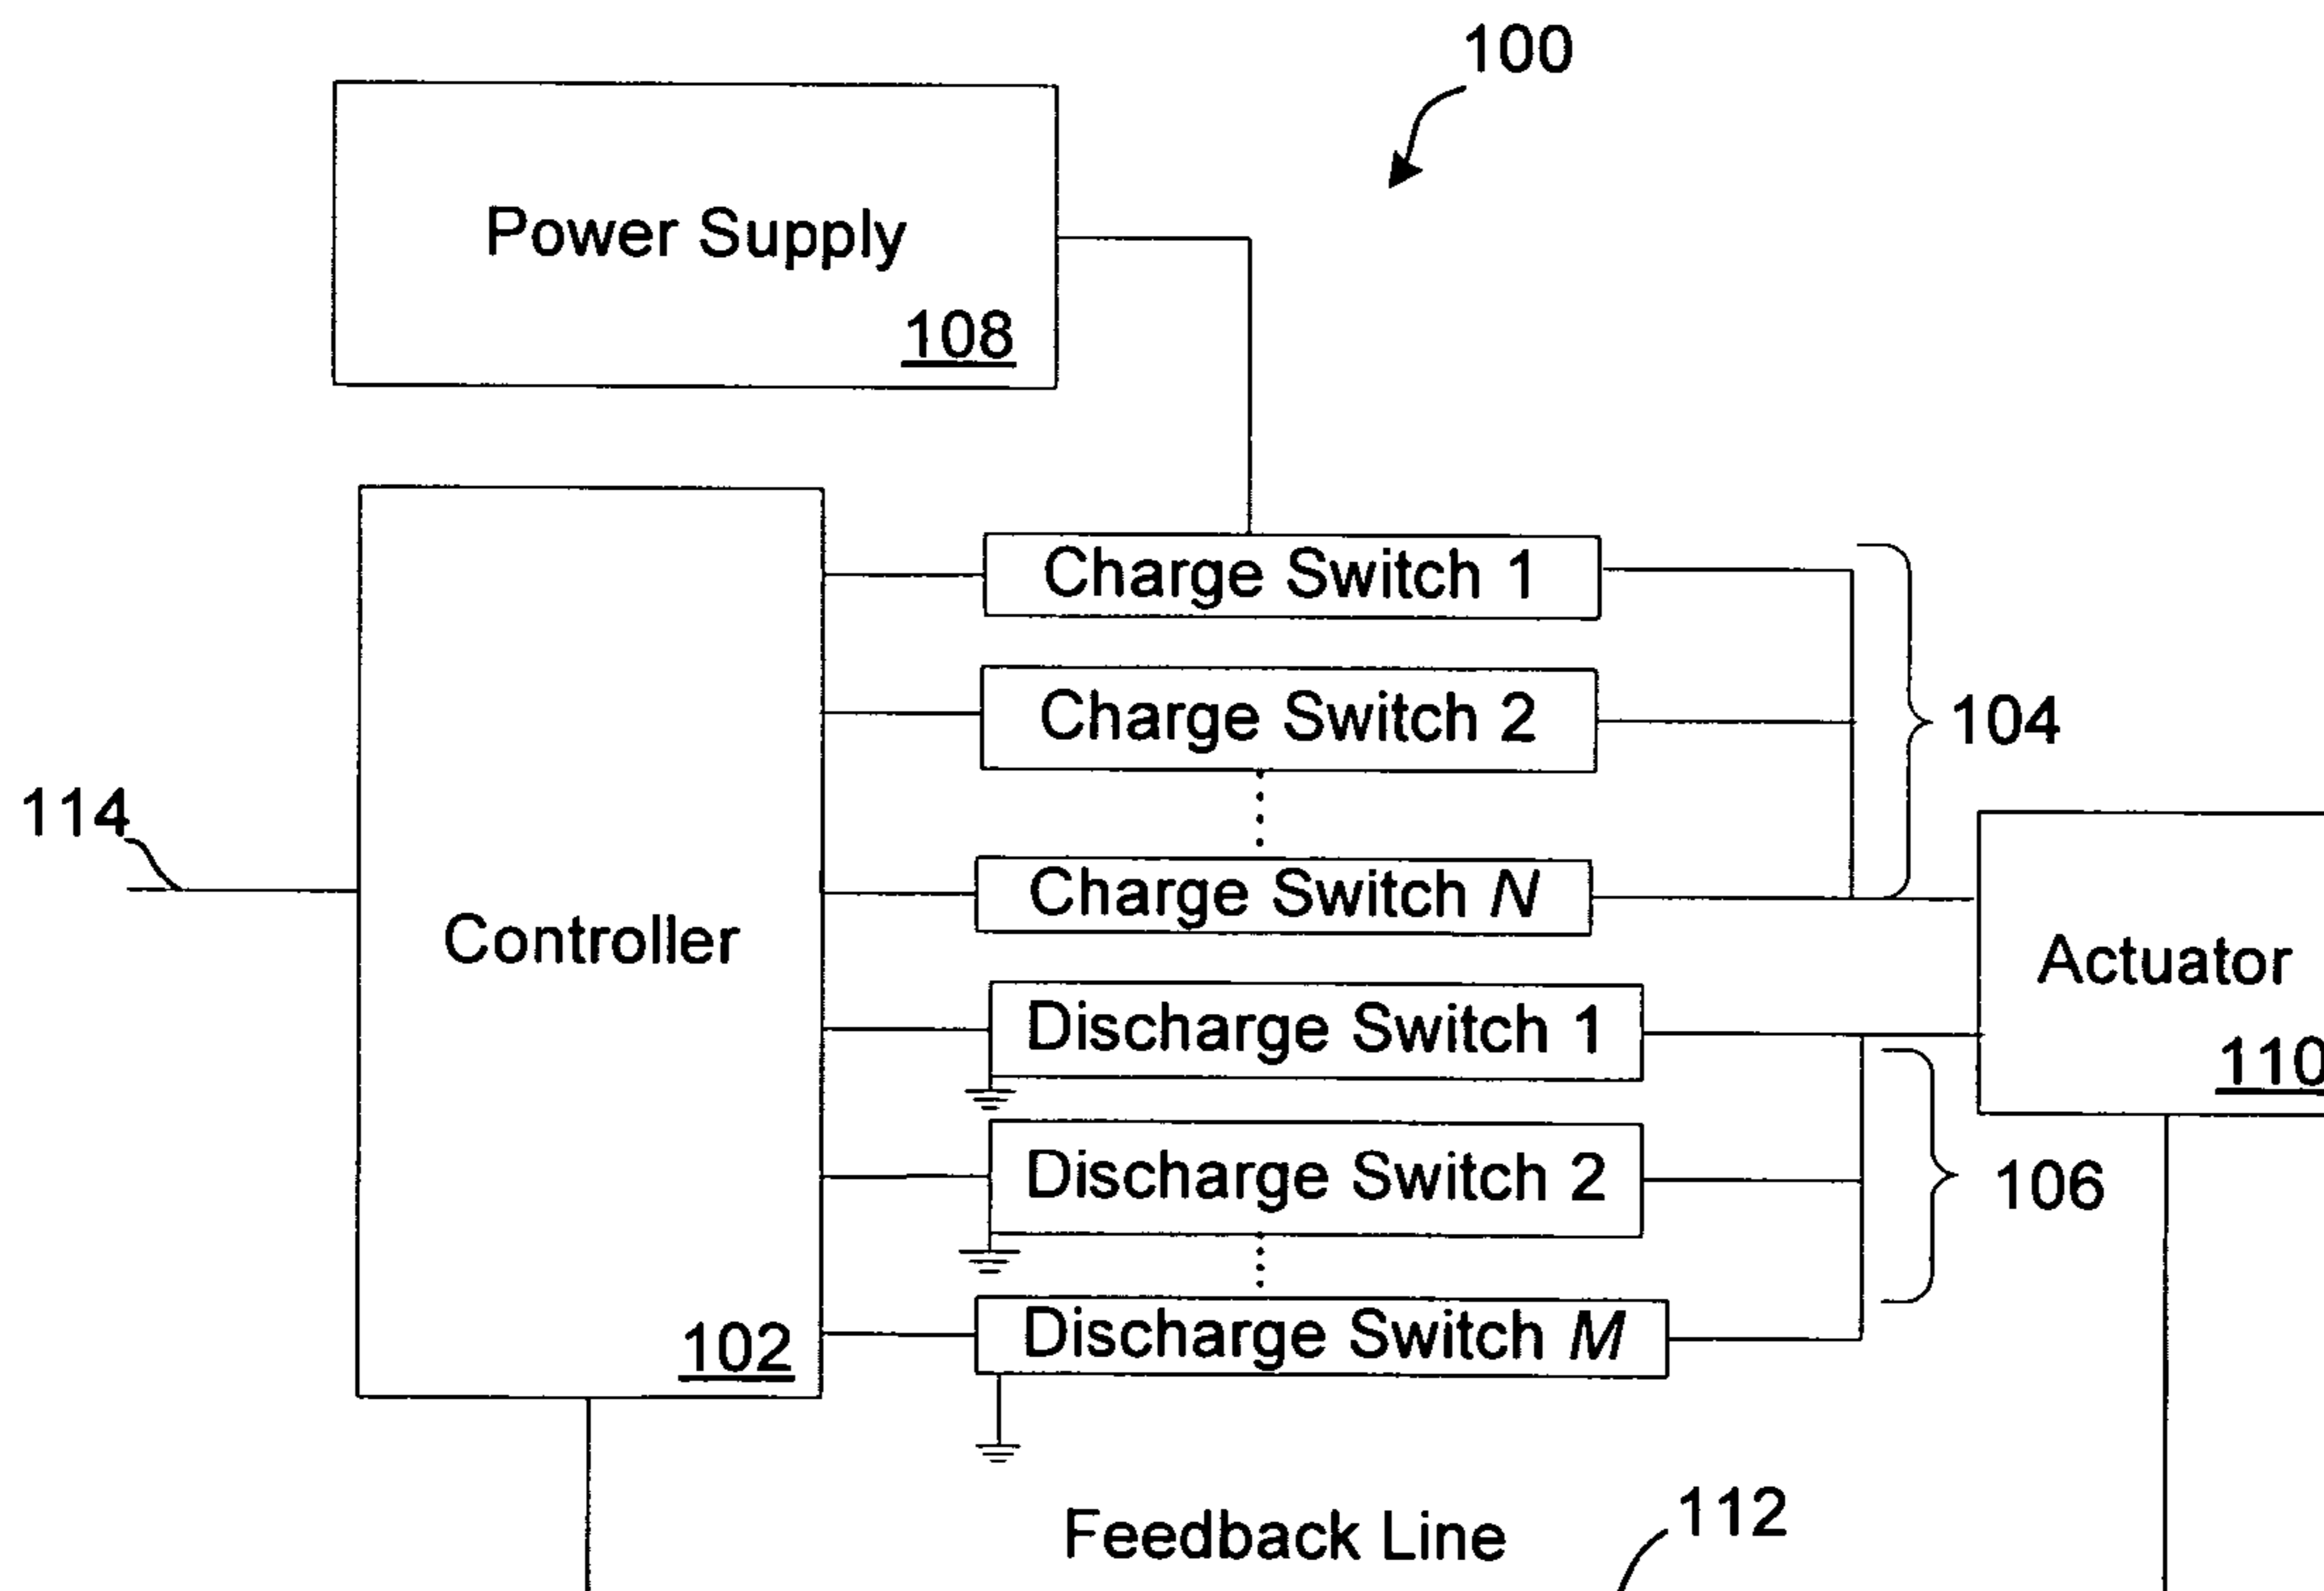 100
Power Supply
108
Charge Switch 1
Charge Switch 2
104
114
Charge Switch N
Controller
Actuator
Discharge Switch 1
110
Discharge Switch 2
106
Discharge Switch M
102
112
Feedback Line